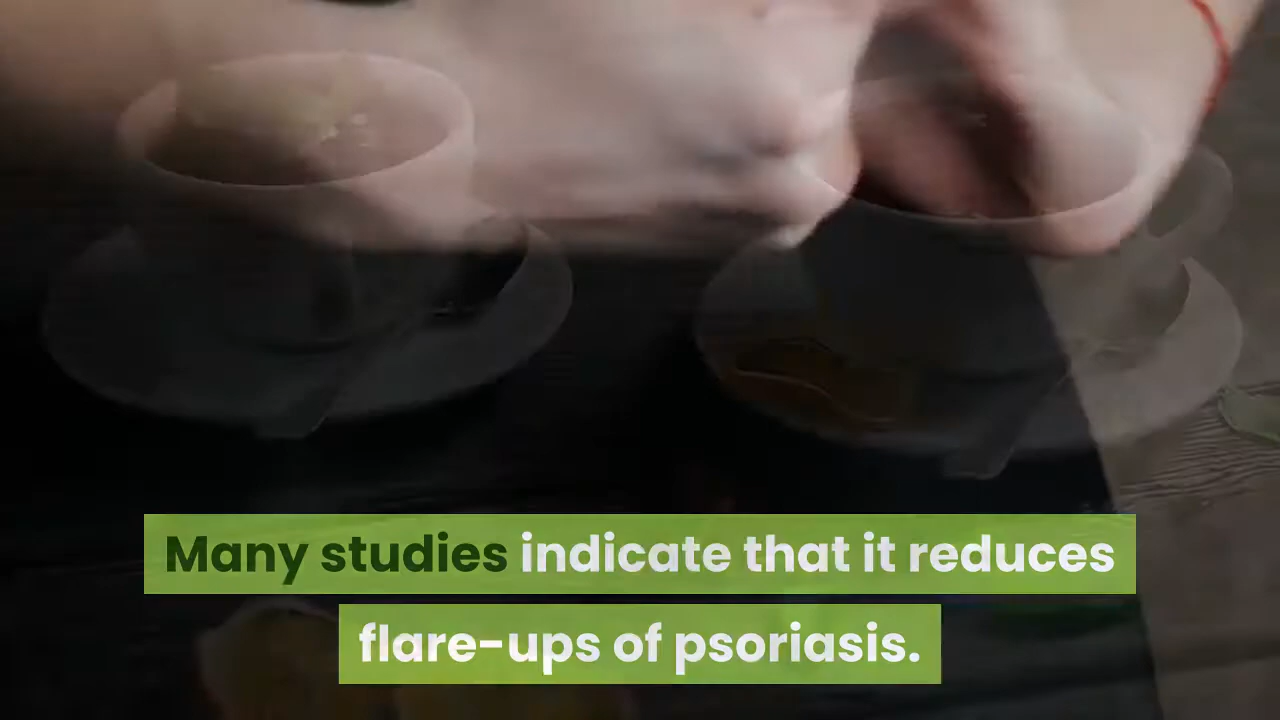 Many studies indicate that it reduces
flare-ups of psoriasis.